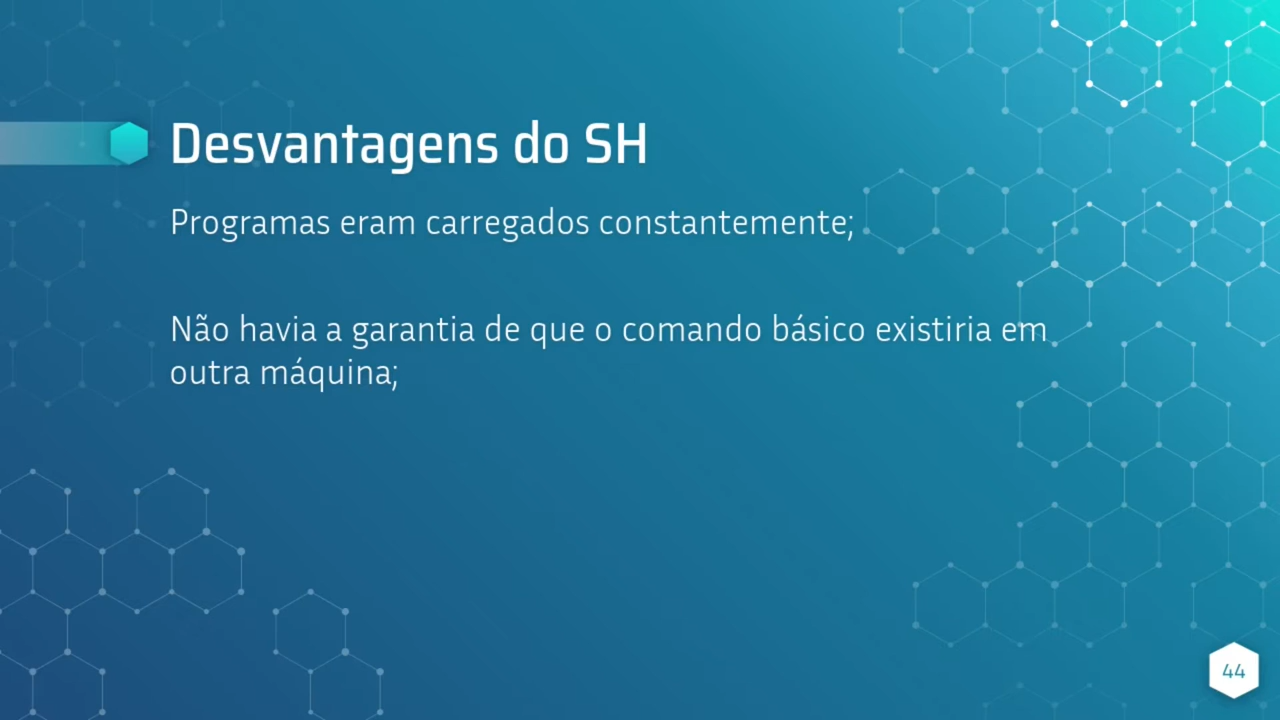 Desvantagens do SH
Programas eram carregados constantemente;
Não havia a garantia de que o comando básico existiria em
outra máquina;
44